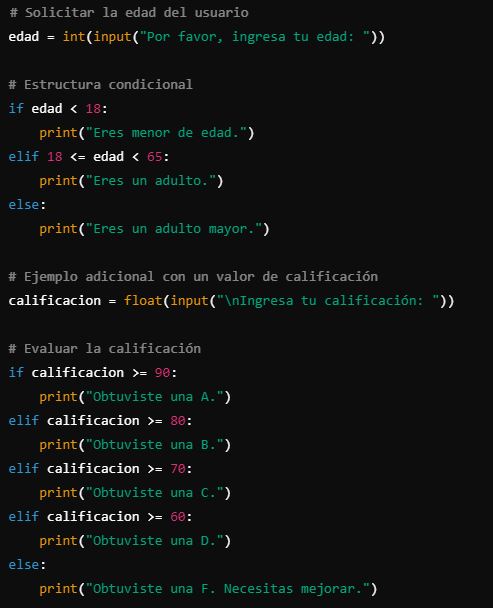 # Solicitar la edad del usuario
edad = int(input("Por favor, ingresa tu edad: "))

# Estructura condicional
if edad < 18:
    print("Eres menor de edad.")
elif 18 <= edad < 65:
    print("Eres un adulto.")
else:
    print("Eres un adulto mayor.")

# Ejemplo adicional con un valor de calificación
calificacion = float(input("\nIngresa tu calificación: "))

# Evaluar la calificación
if calificacion >= 90:
    print("Obtuviste una A.")
elif calificacion >= 80:
    print("Obtuviste una B.")
elif calificacion >= 70:
    print("Obtuviste una C.")
elif calificacion >= 60:
    print("Obtuviste una D.")
else:
    print("Obtuviste una F. Necesitas mejorar.")